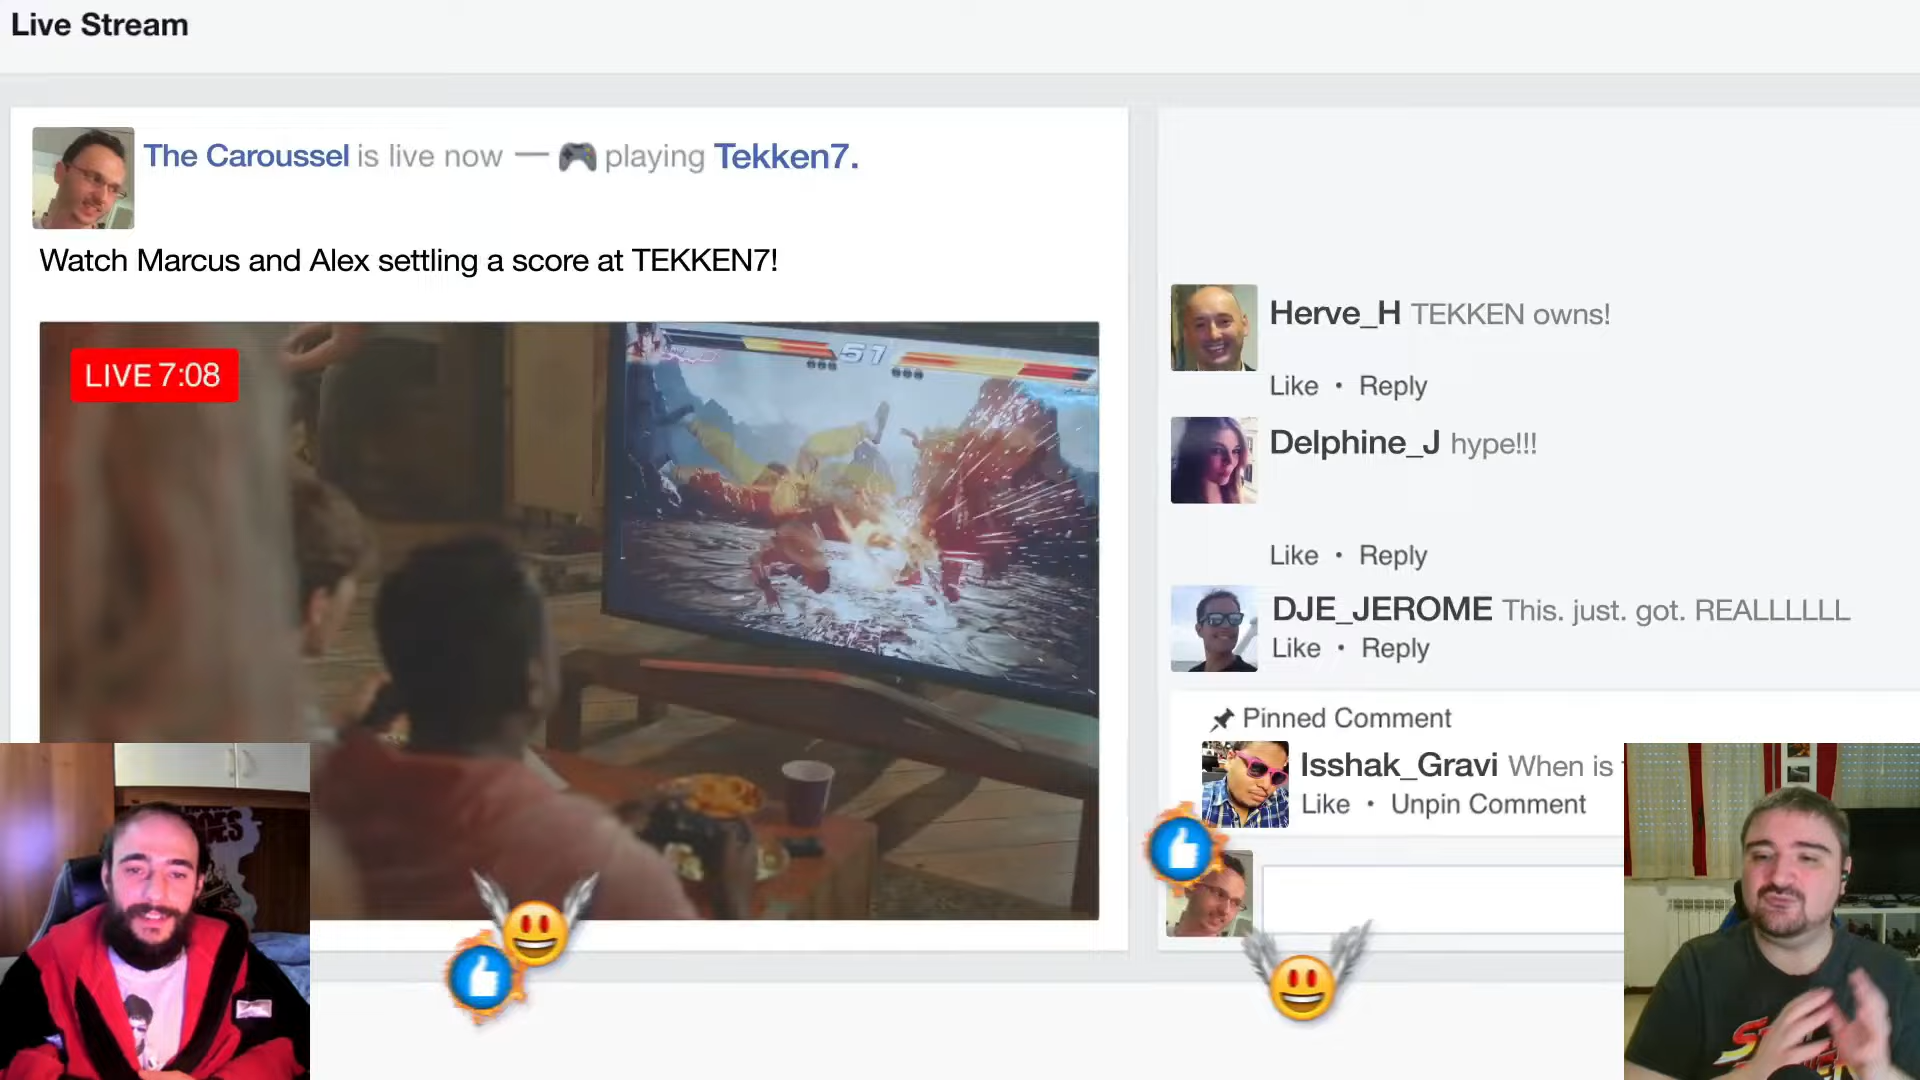 Live Stream
The Caroussel is live now — 🎮 playing Tekken7.
Watch Marcus and Alex settling a score at TEKKEN7!
LIVE 7:08
51
Herve_H TEKKEN owns!
Like • Reply
Delphine_J hype!!!
Like • Reply
DJE_JEROME This. just. got. REALLLLLL
Like • Reply
Pinned Comment
Isshak_Gravi When is
Like • Unpin Comment